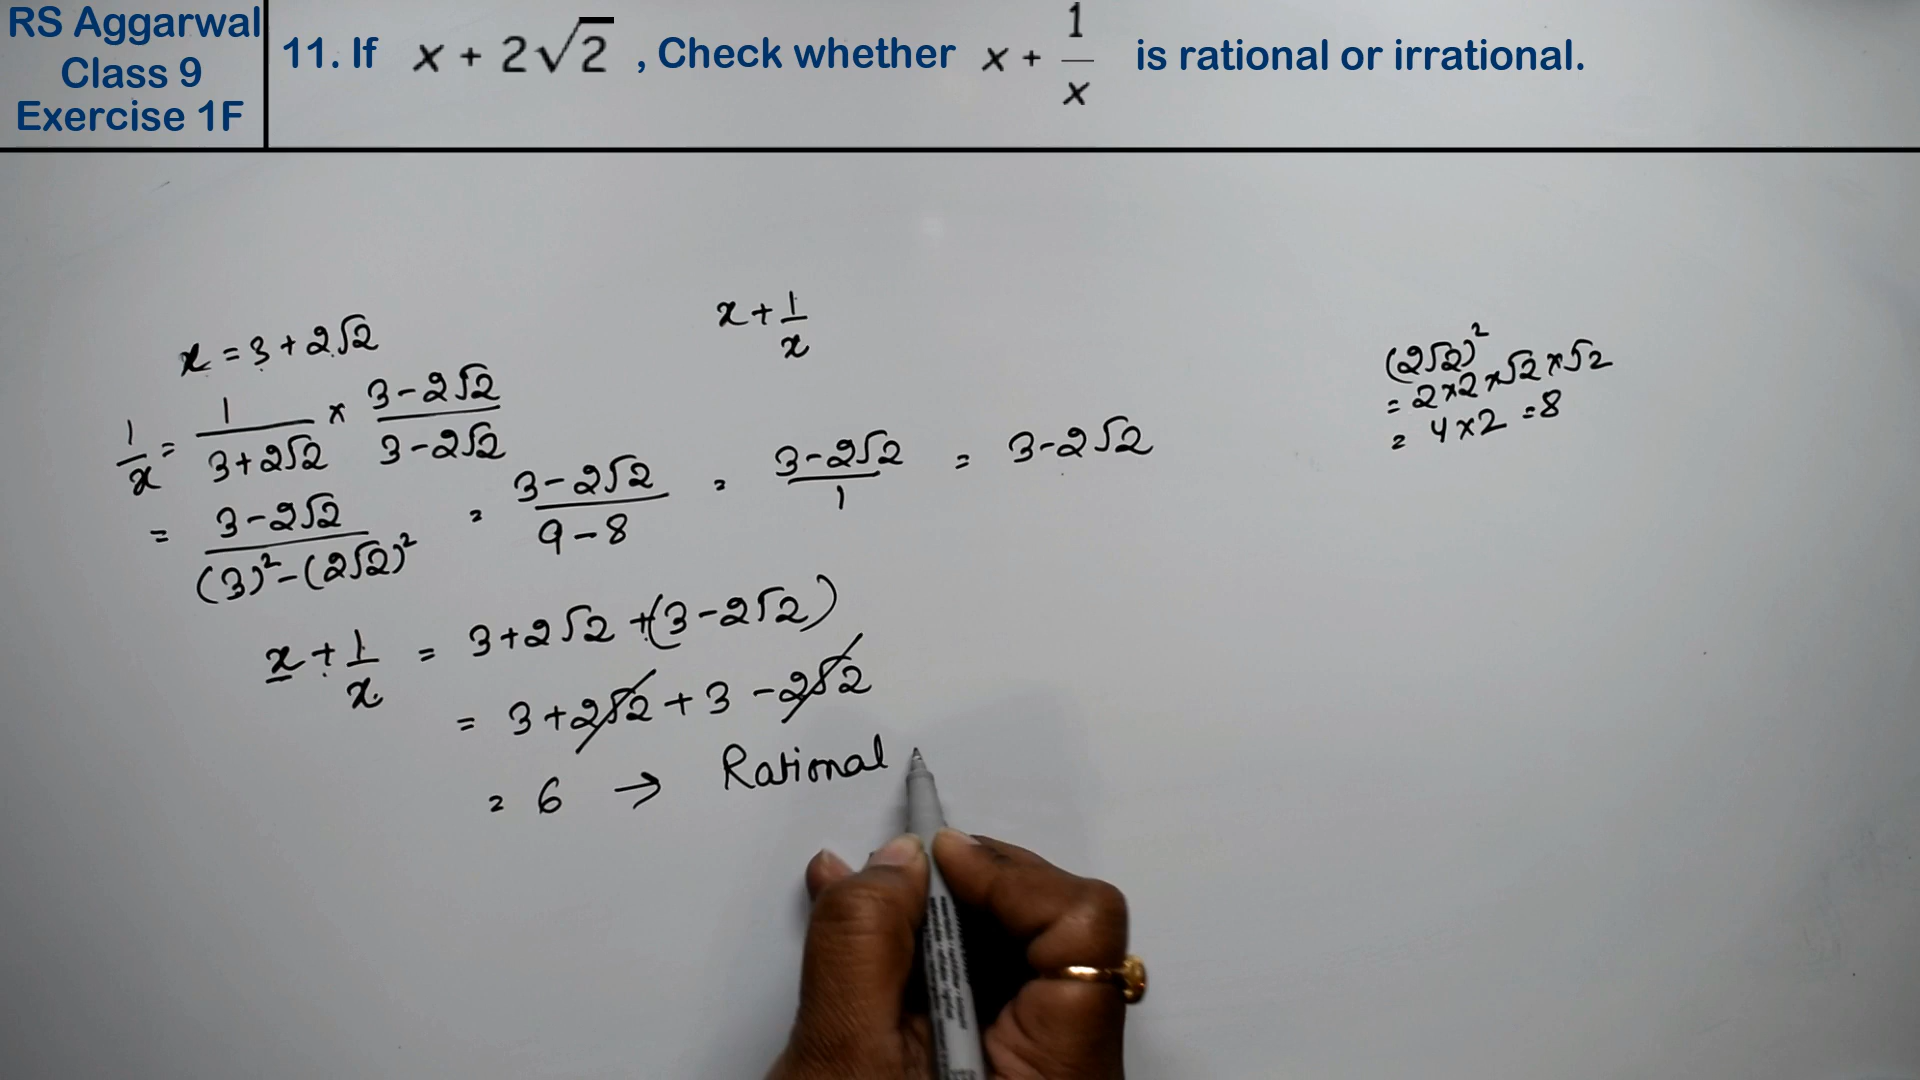 RS Aggarwal
Class 9
Exercise 1F
11. If x + 2√2 , Check whether x + 1/x is rational or irrational.
x = 3 + 2√2
x + 1/x
1/x = 1/(3+2√2) × (3-2√2)/(3-2√2)
= (3-2√2)/((3)²-(2√2)²) = (3-2√2)/(9-8) = (3-2√2)/1 = 3-2√2
(2√2)²
= 2×2×√2×√2
= 4×2 = 8
x + 1/x = 3+2√2 +(3-2√2)
= 3+2√2+3-2√2
= 6 → Rational